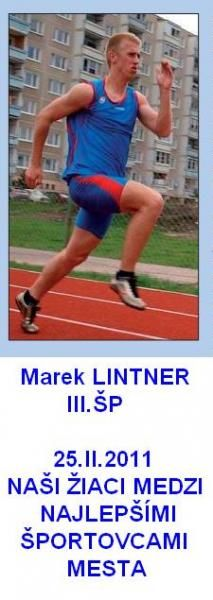 Marek LINTNER
III.ŠP
25.II.2011
NAŠI ŽIACI MEDZI
NAJLEPŠÍMI
ŠPORTOVCAMI
MESTA